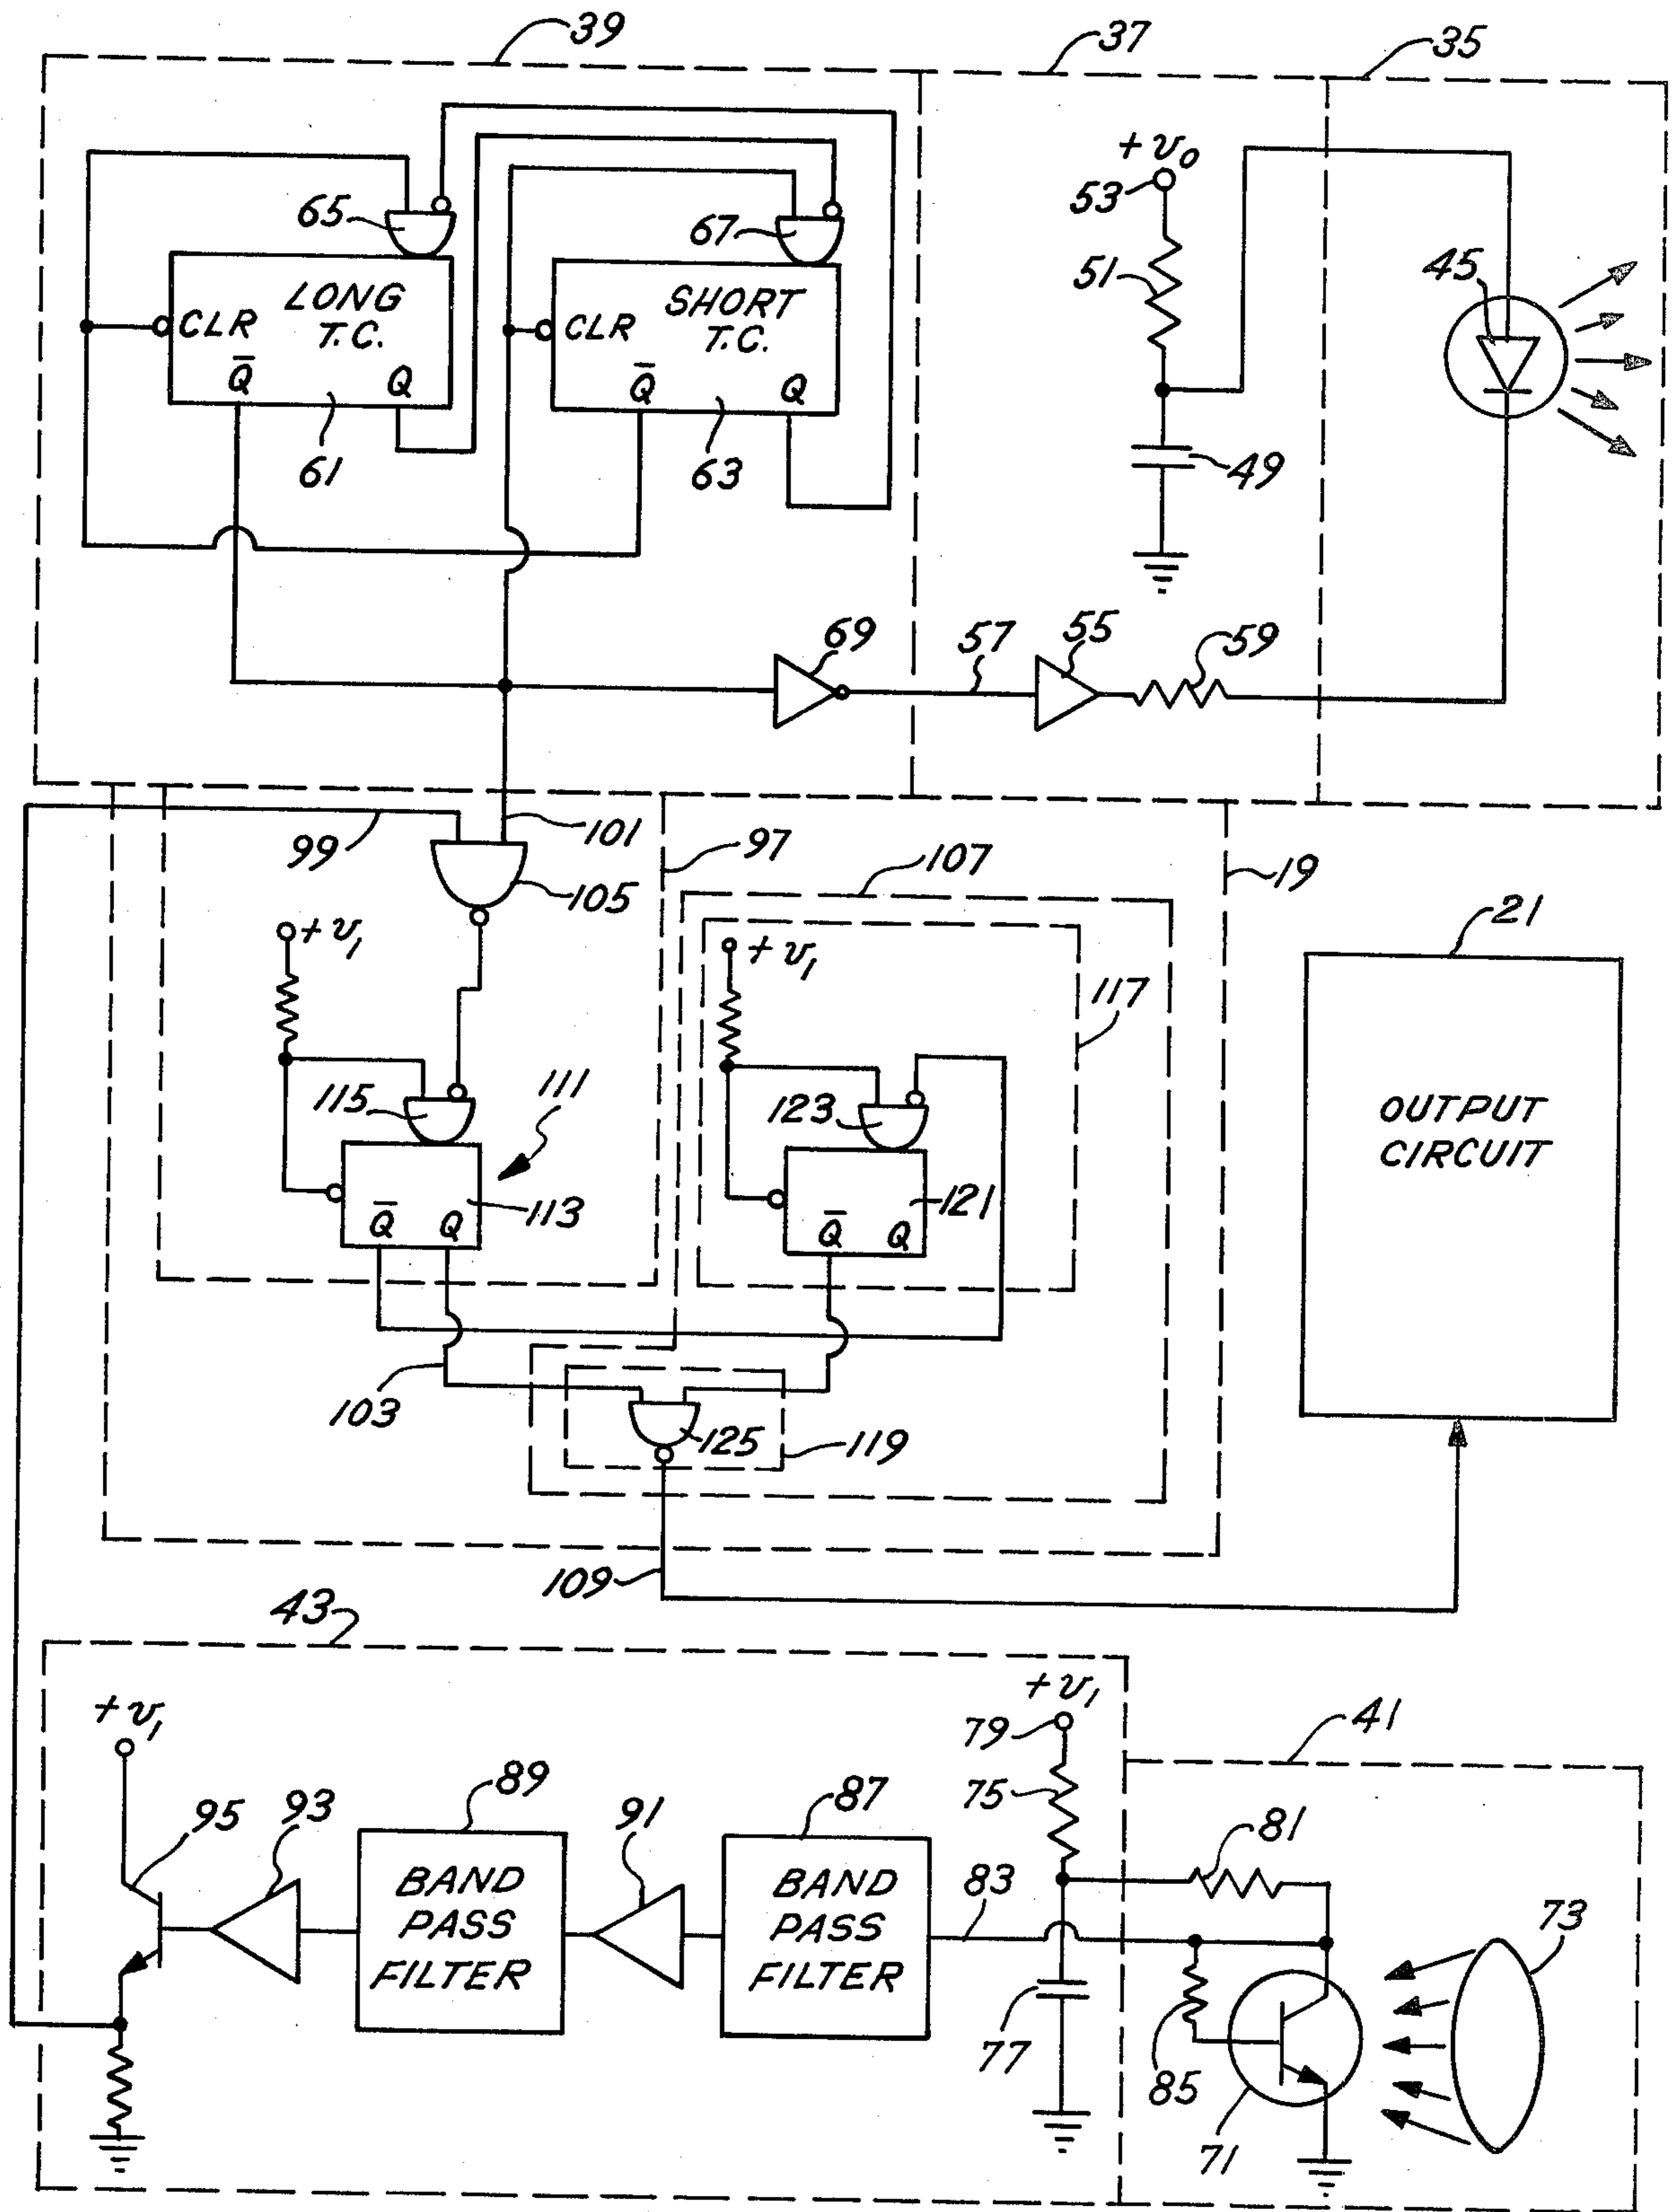 39
37
35
+v₀
53
65
67
51
45
LONG
T.C.
CLR
Q̅
Q
SHORT
T.C.
CLR
Q̅
Q
61
63
49
69
57
55
59
99
101
97
107
19
105
21
+v₁
+v₁
117
OUTPUT
CIRCUIT
115
111
123
113
121
Q̅
Q
Q̅
Q
103
125
119
109
43
+v₁
+v₁
79
41
95
93
89
91
87
75
81
83
73
BAND
PASS
FILTER
BAND
PASS
FILTER
77
85
71